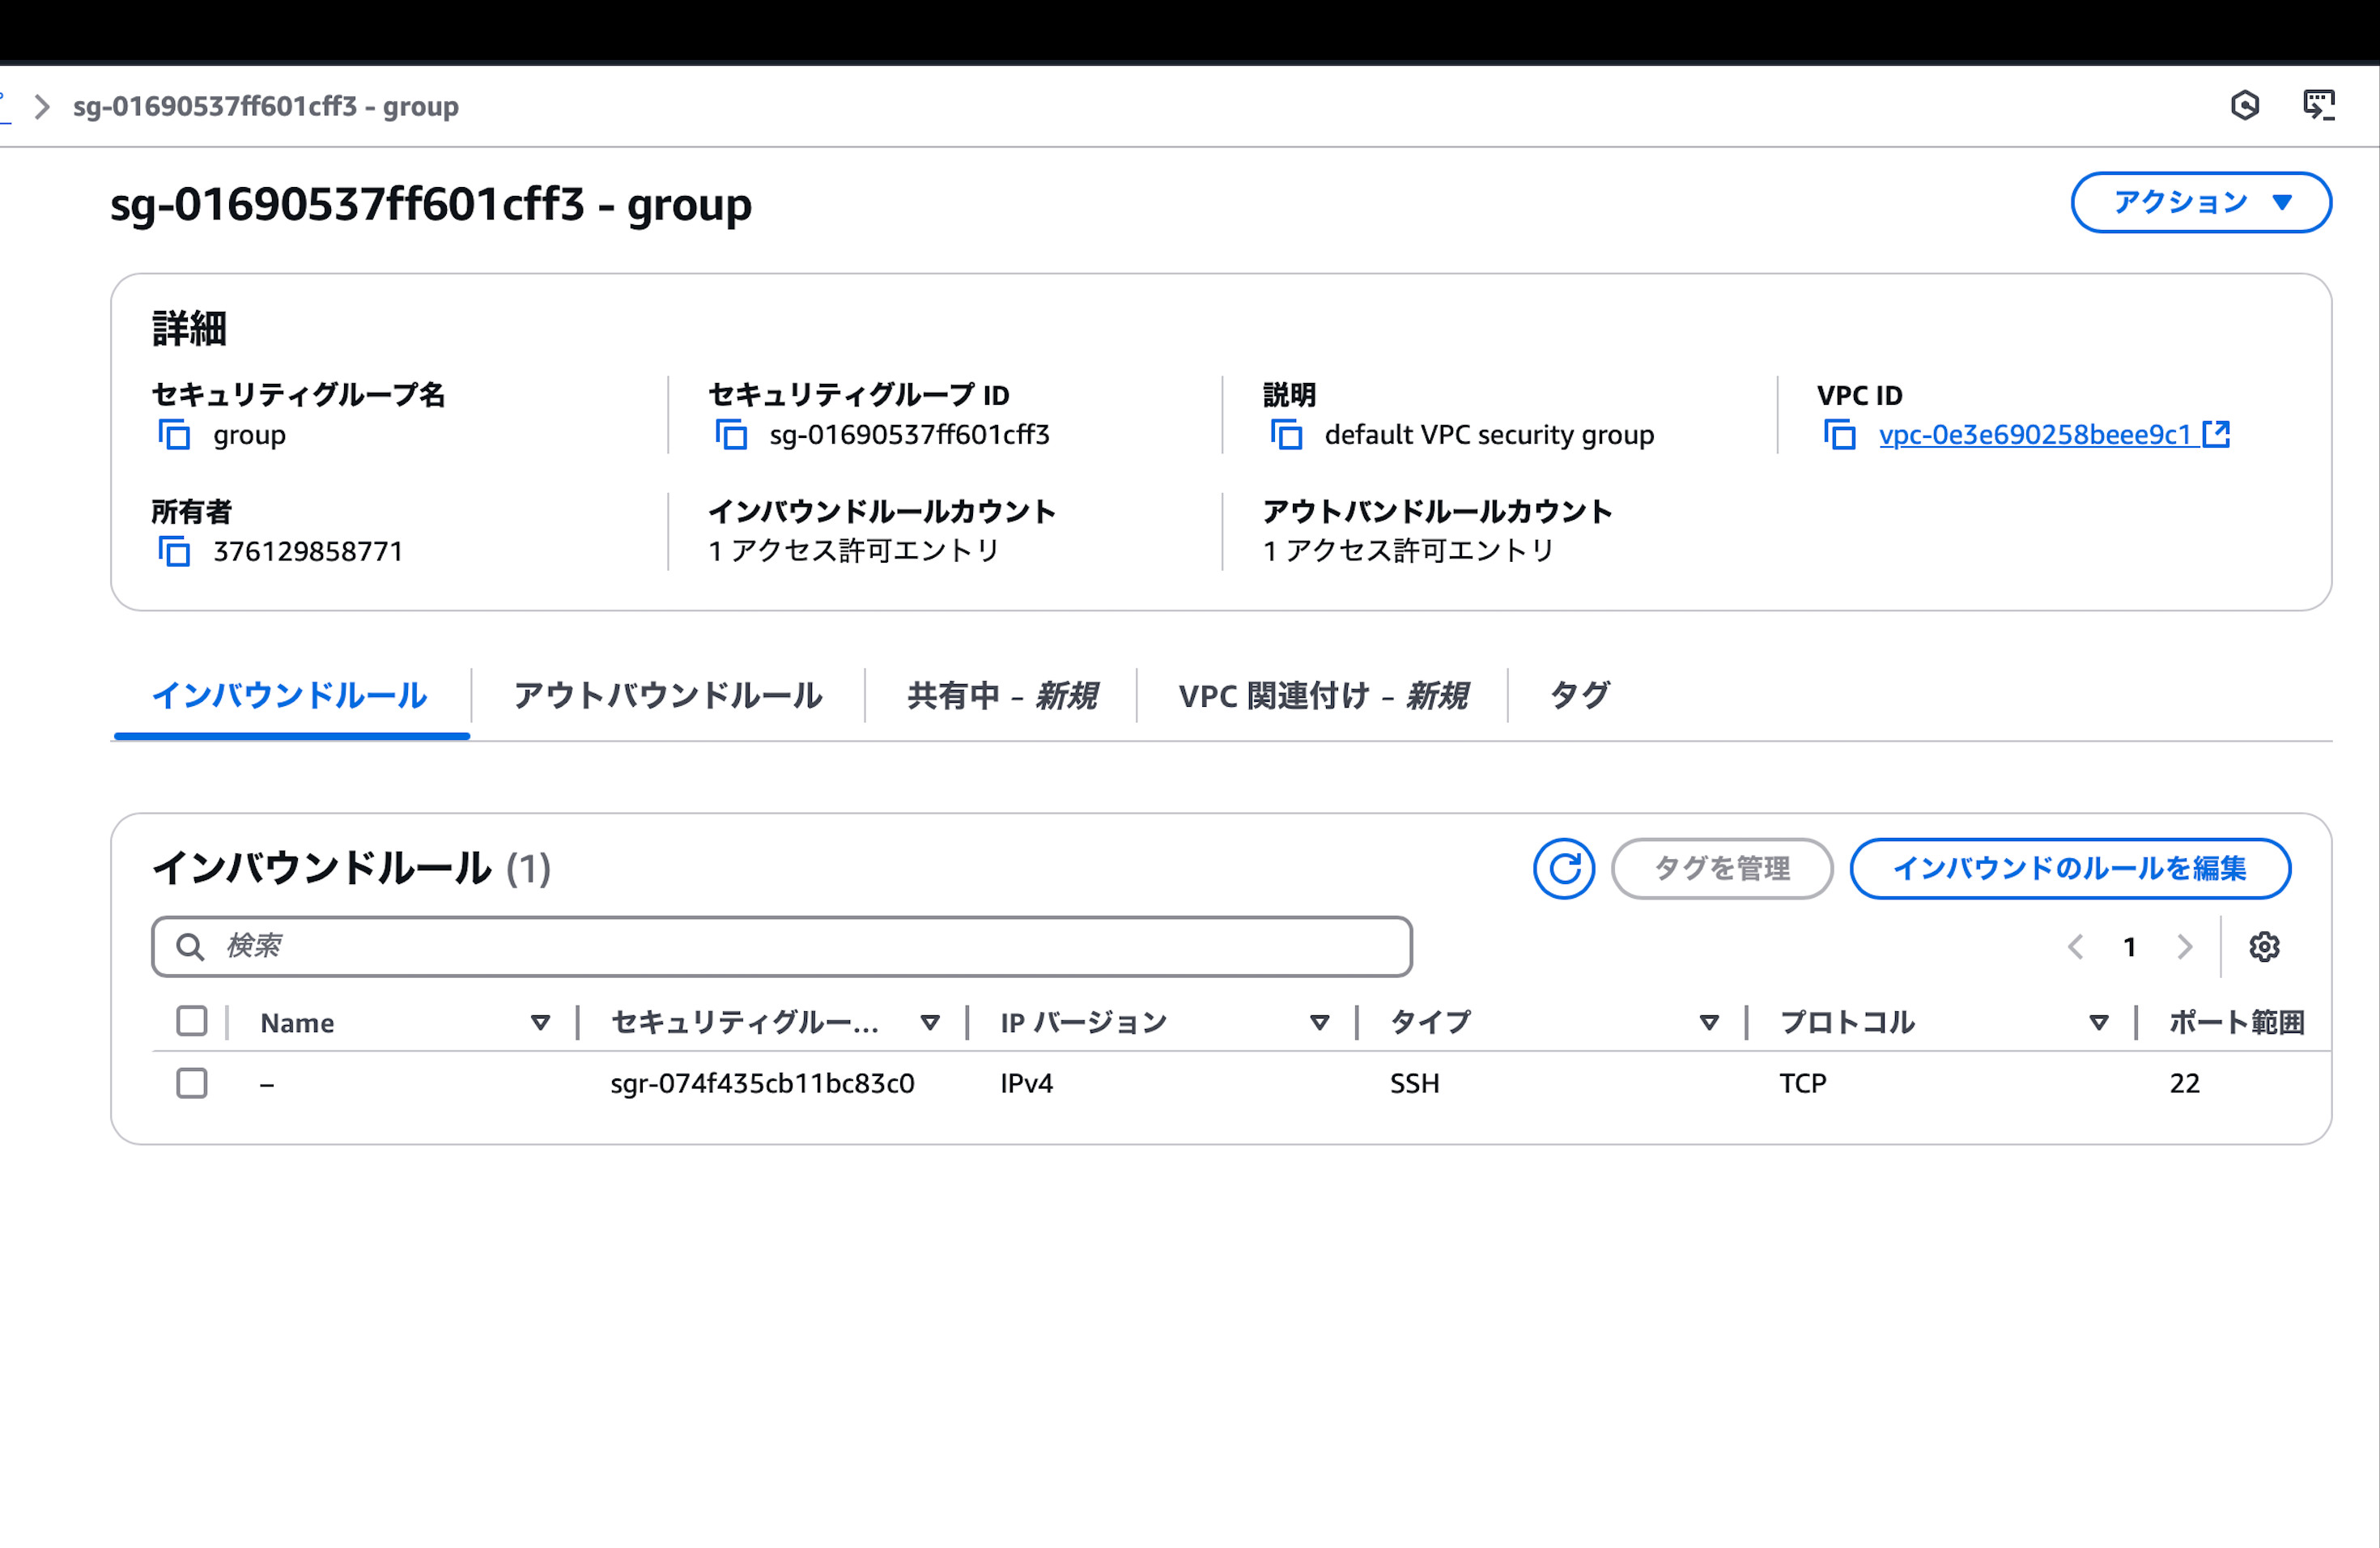 sg-01690537ff601cff3 - group
sg-01690537ff601cff3 - group
アクション
詳細
セキュリティグループ名
group
セキュリティグループ ID
sg-01690537ff601cff3
説明
default VPC security group
VPC ID
vpc-0e3e690258beee9c1
所有者
376129858771
インバウンドルールカウント
1 アクセス許可エントリ
アウトバンドルールカウント
1 アクセス許可エントリ
インバウンドルール
アウトバウンドルール
共有中 – 新規
VPC 関連付け – 新規
タグ
インバウンドルール (1)
タグを管理
インバウンドのルールを編集
検索
1
Name
セキュリティグルー...
IP バージョン
タイプ
プロトコル
ポート範囲
–
sgr-074f435cb11bc83c0
IPv4
SSH
TCP
22